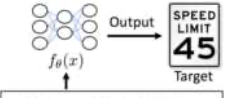 Output
SPEED
LIMIT
45
fθ(x)
Target